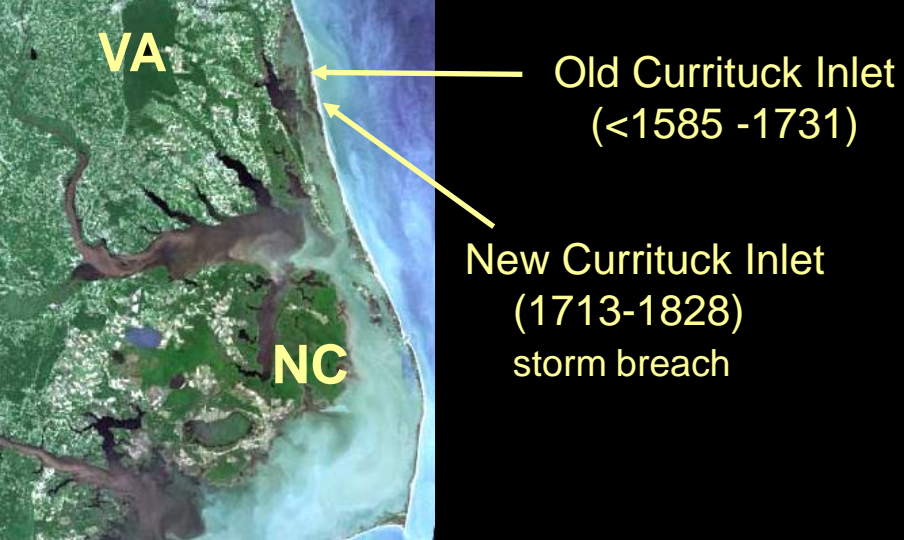 VA
Old Currituck Inlet
(<1585 -1731)
New Currituck Inlet
(1713-1828)
storm breach
NC